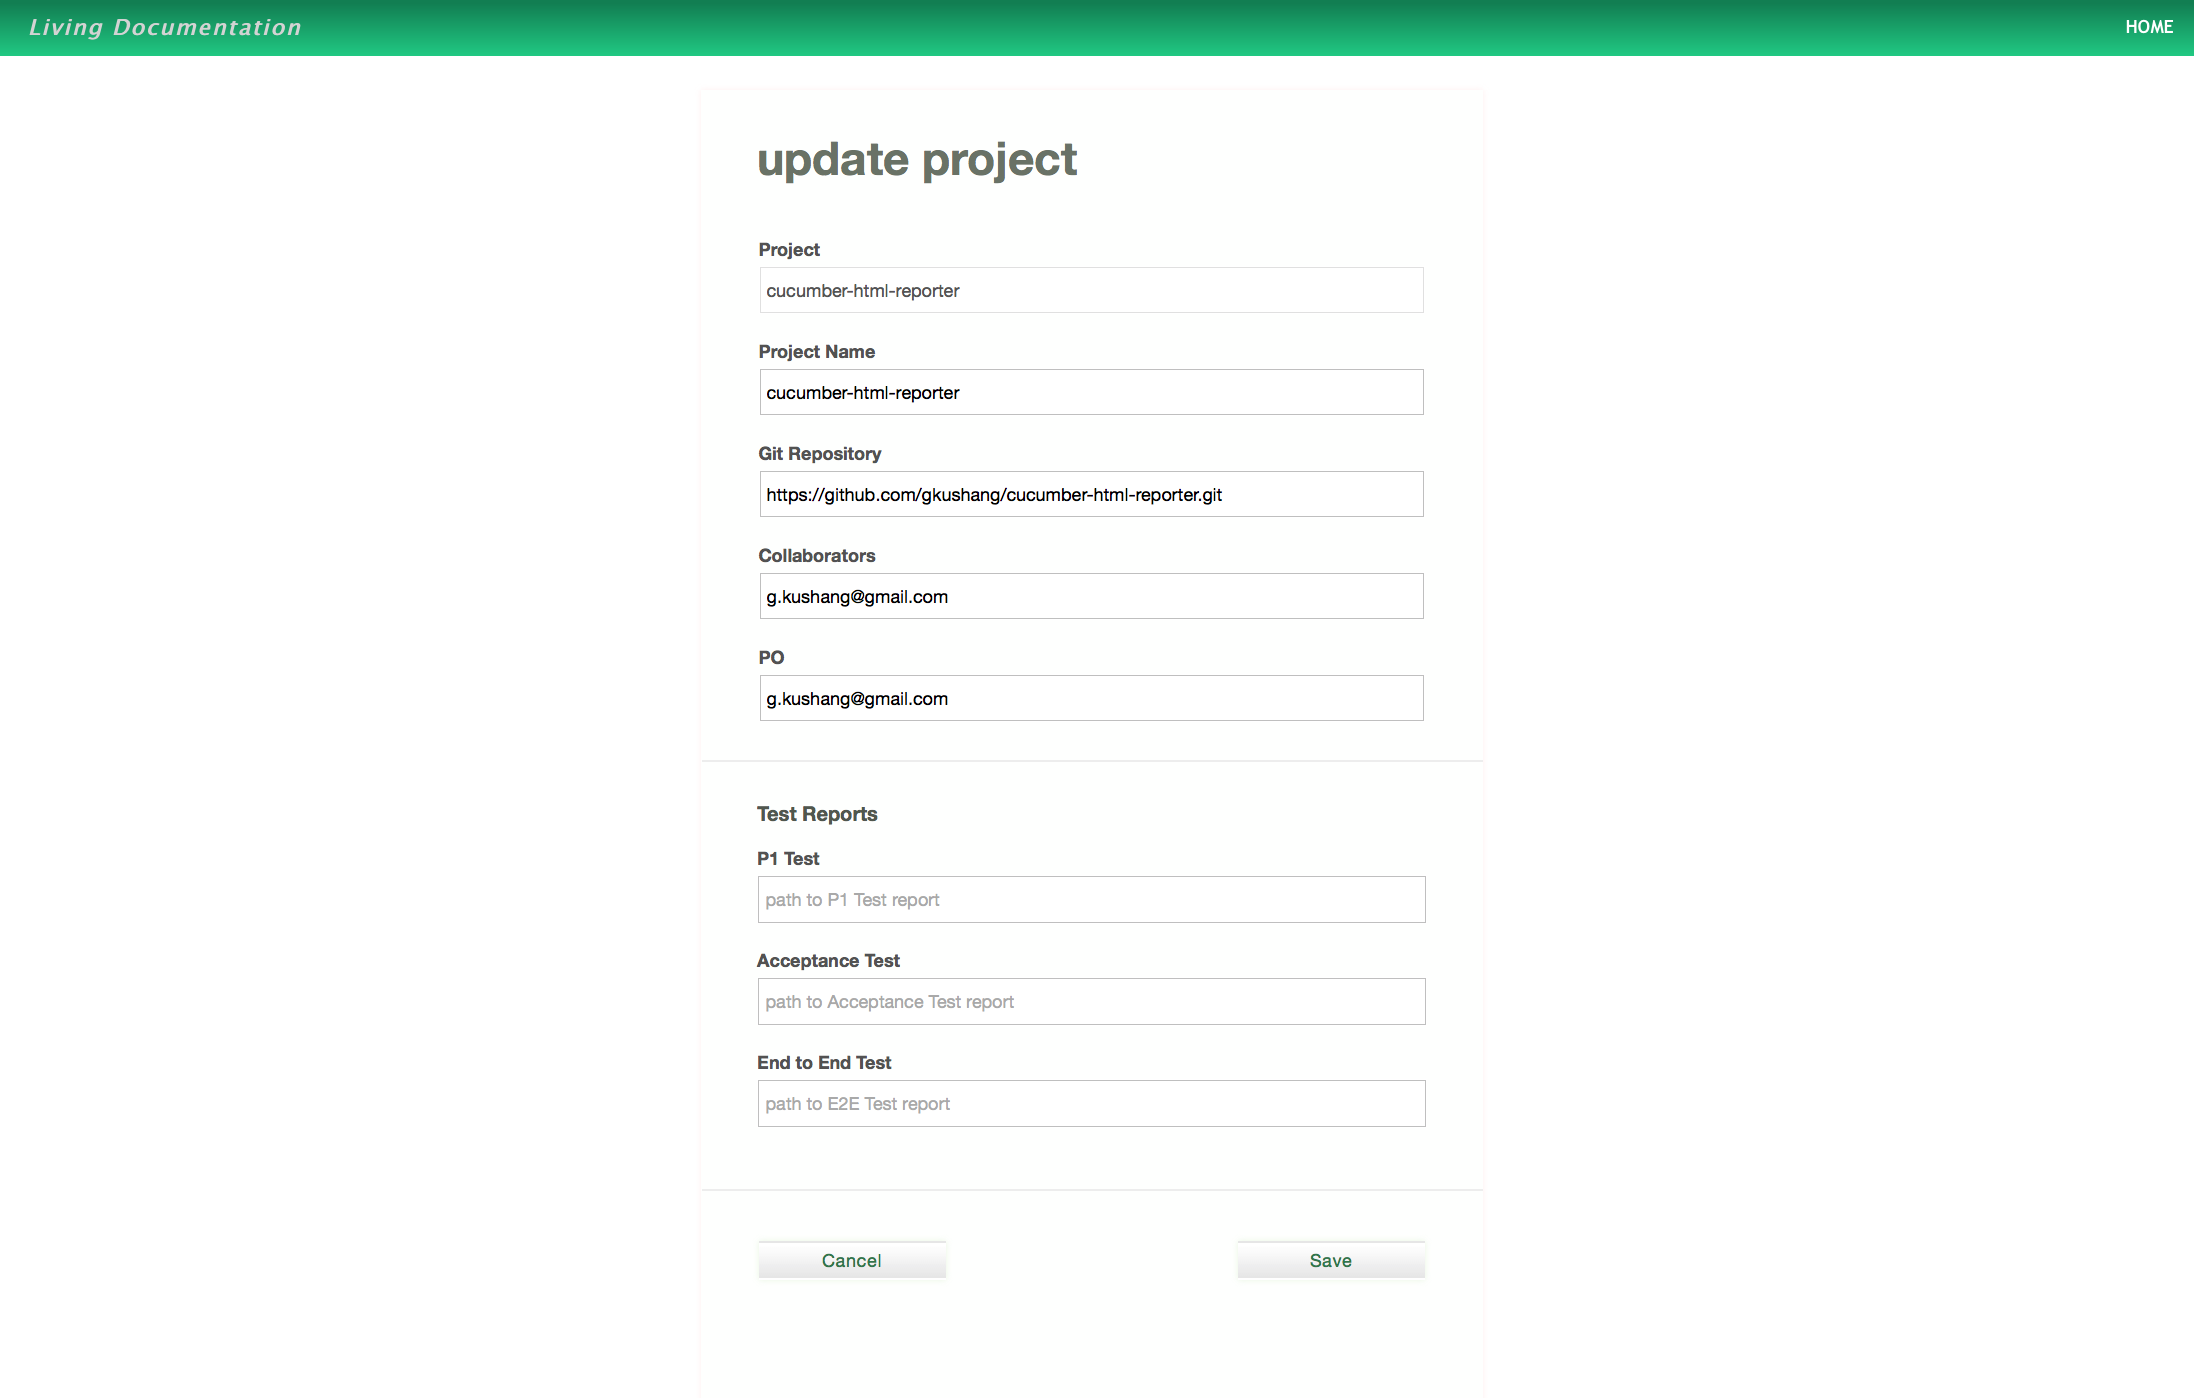 Living Documentation
HOME
update project
Project
cucumber-html-reporter
Project Name
cucumber-html-reporter
Git Repository
https://github.com/gkushang/cucumber-html-reporter.git
Collaborators
g.kushang@gmail.com
PO
g.kushang@gmail.com
Test Reports
P1 Test
path to P1 Test report
Acceptance Test
path to Acceptance Test report
End to End Test
path to E2E Test report
Cancel
Save